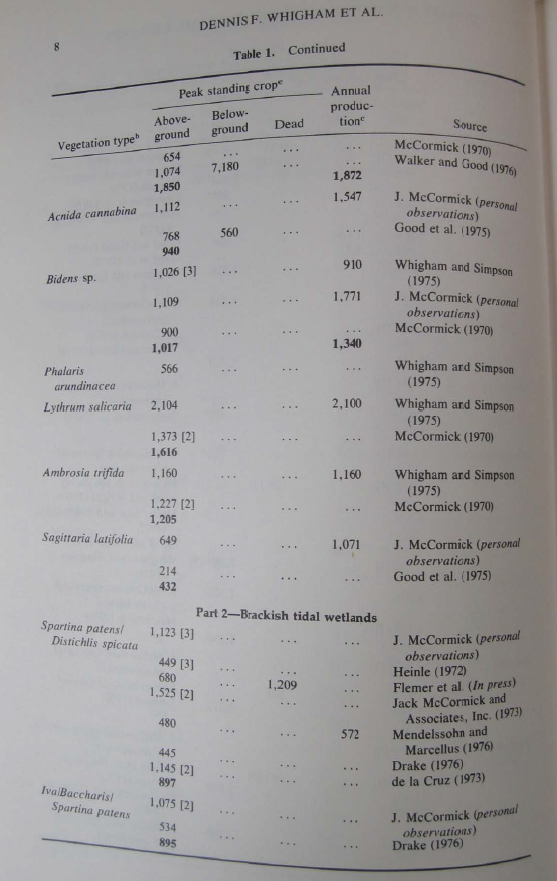 8
DENNIS F. WHIGHAM ET AL.
Table 1. Continued
Peak standing cropᶜ Annual
Above- Below- produc-
Vegetation typeᵇ ground ground Dead tionᶜ Source
654 ... ... ... McCormick (1970)
1,074 7,180 ... ... Walker and Good (1976)
1,850 1,872
Acnida cannabina 1,112 ... ... 1,547 J. McCormick (personal
observations)
768 560 ... ... Good et al. (1975)
940
Bidens sp. 1,026 [3] ... ... 910 Whigham and Simpson
(1975)
1,109 ... ... 1,771 J. McCormick (personal
observations)
900 ... ... ... McCormick (1970)
1,017 1,340
Phalaris 566 ... ... ... Whigham and Simpson
arundinacea (1975)
Lythrum salicaria 2,104 ... ... 2,100 Whigham and Simpson
(1975)
1,373 [2] ... ... ... McCormick (1970)
1,616
Ambrosia trifida 1,160 ... ... 1,160 Whigham and Simpson
(1975)
1,227 [2] ... ... ... McCormick (1970)
1,205
Sagittaria latifolia 649 ... ... 1,071 J. McCormick (personal
observations)
214 ... ... ... Good et al. (1975)
432
Part 2—Brackish tidal wetlands
Spartina patens/ 1,123 [3] ... ... ... J. McCormick (personal
Distichlis spicata observations)
449 [3] ... ... ... Heinle (1972)
680 ... 1,209 ... Flemer et al. (In press)
1,525 [2] ... ... ... Jack McCormick and
Associates, Inc. (1973)
480 ... ... 572 Mendelssohn and
Marcellus (1976)
445 ... ... ... Drake (1976)
1,145 [2] ... ... ... de la Cruz (1973)
897
Iva/Baccharis/ 1,075 [2] ... ... ... J. McCormick (personal
Spartina patens observations)
534 ... ... ... Drake (1976)
895